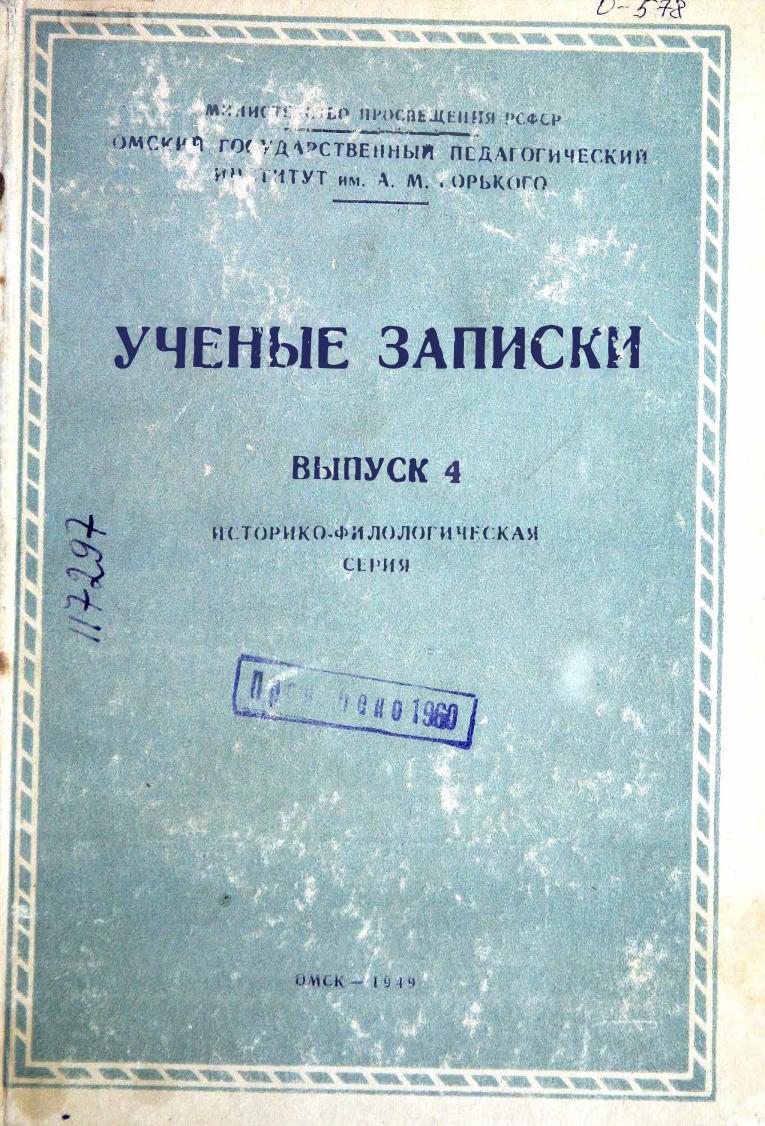 О-578
МИНИСТЕРСТВО ПРОСВЕЩЕНИЯ РСФСР
ОМСКИЙ ГОСУДАРСТВЕННЫЙ ПЕДАГОГИЧЕСКИЙ
ИНСТИТУТ им. А. М. ГОРЬКОГО
УЧЕНЫЕ ЗАПИСКИ
ВЫПУСК 4
ИСТОРИКО-ФИЛОЛОГИЧЕСКАЯ
СЕРИЯ
117297
1960
ОМСК — 1949